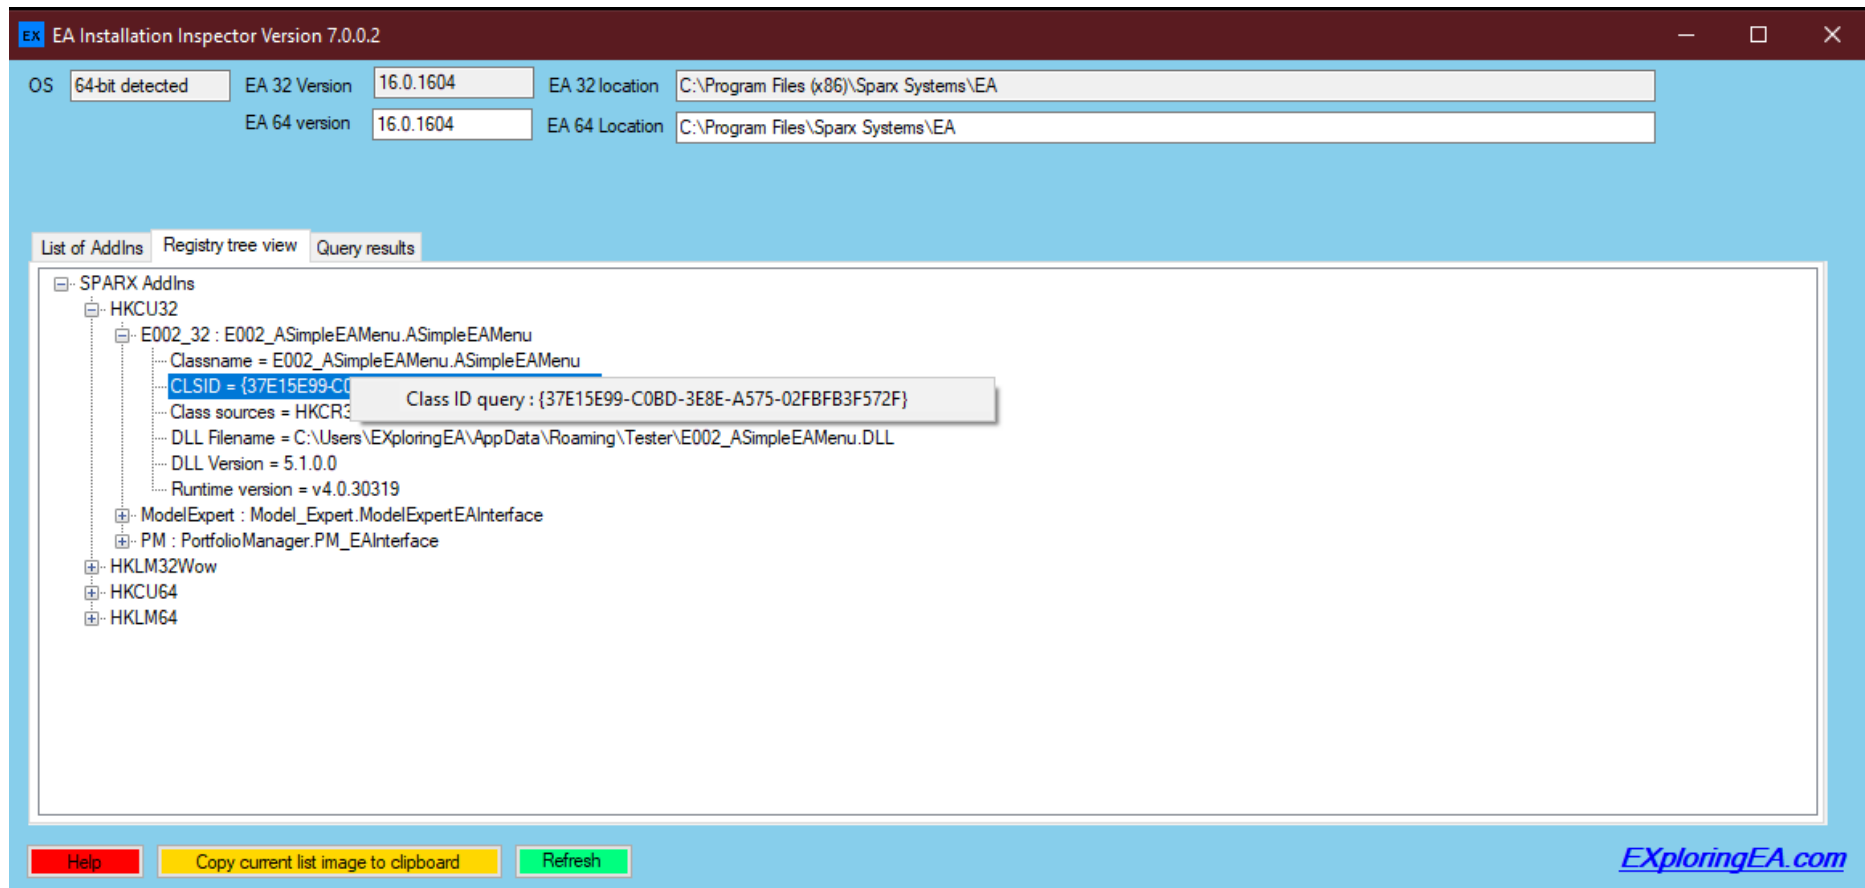 EX EA Installation Inspector Version 7.0.0.2
OS 64-bit detected EA 32 Version 16.0.1604 EA 32 location C:\Program Files (x86)\Sparx Systems\EA
EA 64 version 16.0.1604 EA 64 Location C:\Program Files\Sparx Systems\EA
List of AddIns Registry tree view Query results
SPARX AddIns
HKCU32
E002_32 : E002_ASimpleEAMenu.ASimpleEAMenu
Classname = E002_ASimpleEAMenu.ASimpleEAMenu
CLSID = {37E15E99-C0
Class ID query : {37E15E99-C0BD-3E8E-A575-02FBFB3F572F}
Class sources = HKCR3
DLL Filename = C:\Users\EXploringEA\AppData\Roaming\Tester\E002_ASimpleEAMenu.DLL
DLL Version = 5.1.0.0
Runtime version = v4.0.30319
ModelExpert : Model_Expert.ModelExpertEAInterface
PM : PortfolioManager.PM_EAInterface
HKLM32Wow
HKCU64
HKLM64
Help Copy current list image to clipboard Refresh EXploringEA.com